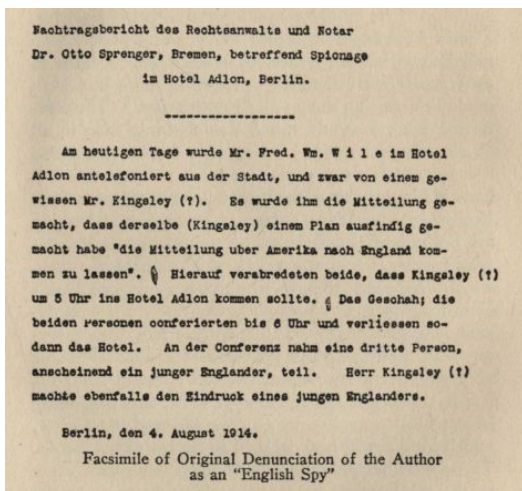 Nachtragsbericht des Rechtsanwalts und Notar
Dr. Otto Sprenger, Bremen, betreffend Spionage
im Hotel Adlon, Berlin.
Am heutigen Tage wurde Mr. Fred. Wm. W i l e im Hotel
Adlon antelefoniert aus der Stadt, und zwar von einem ge-
wissen Mr. Kingsley (?). Es wurde ihm die Mitteilung ge-
macht, dass derselbe (Kingsley) einem Plan ausfindig ge-
macht habe "die Mitteilung uber Amerika nach England kom-
men zu lassen". Hierauf verabredeten beide, dass Kingsley (?)
um 5 Uhr ins Hotel Adlon kommen sollte. Das Geschah; die
beiden Personen conferierten bis 6 Uhr und verliessen so-
dann das Hotel. An der Conferenz nahm eine dritte Person,
anscheinend ein junger Englander, teil. Herr Kingsley (?)
machte ebenfalls den Eindruck eines jungen Englanders.
Berlin, den 4. August 1914.
Facsimile of Original Denunciation of the Author
as an "English Spy"